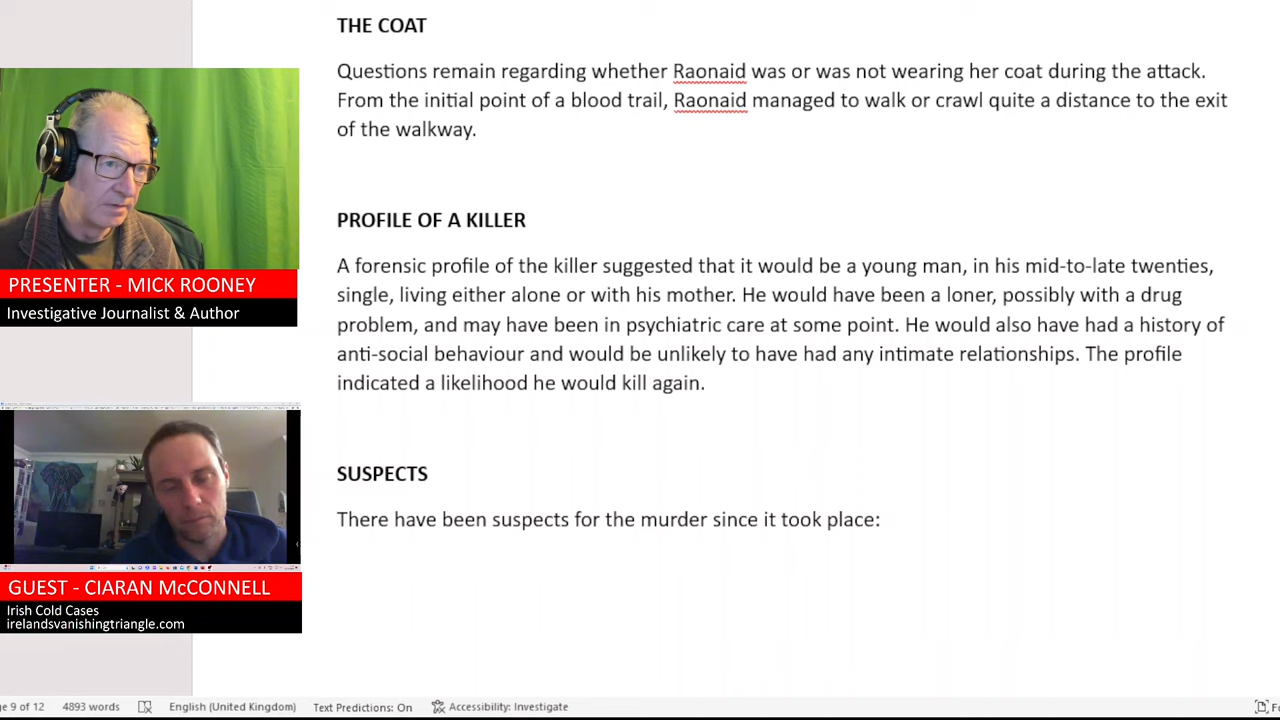 THE COAT
Questions remain regarding whether Raonaid was or was not wearing her coat during the attack.
From the initial point of a blood trail, Raonaid managed to walk or crawl quite a distance to the exit
of the walkway.
PROFILE OF A KILLER
A forensic profile of the killer suggested that it would be a young man, in his mid-to-late twenties,
single, living either alone or with his mother. He would have been a loner, possibly with a drug
problem, and may have been in psychiatric care at some point. He would also have had a history of
anti-social behaviour and would be unlikely to have had any intimate relationships. The profile
indicated a likelihood he would kill again.
SUSPECTS
There have been suspects for the murder since it took place:
PRESENTER - MICK ROONEY
Investigative Journalist & Author
GUEST - CIARAN McCONNELL
Irish Cold Cases
irelandsvanishingtriangle.com
ge 9 of 12 4893 words English (United Kingdom) Text Predictions: On Accessibility: Investigate Fo